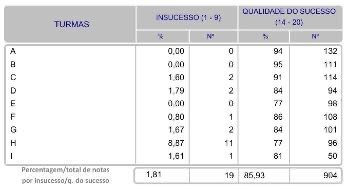 TURMAS INSUCESSO (1 - 9) QUALIDADE DO SUCESSO (14 - 20)
% Nº % Nº
A 0,00 0 94 132
B 0,00 0 95 111
C 1,60 2 91 114
D 1,79 2 84 94
E 0,00 0 77 98
F 0,80 1 86 108
G 1,67 2 84 101
H 8,87 11 77 96
I 1,61 1 81 50
Percentagem/total de notas
por insucesso/q. do sucesso 1,81 19 85,93 904